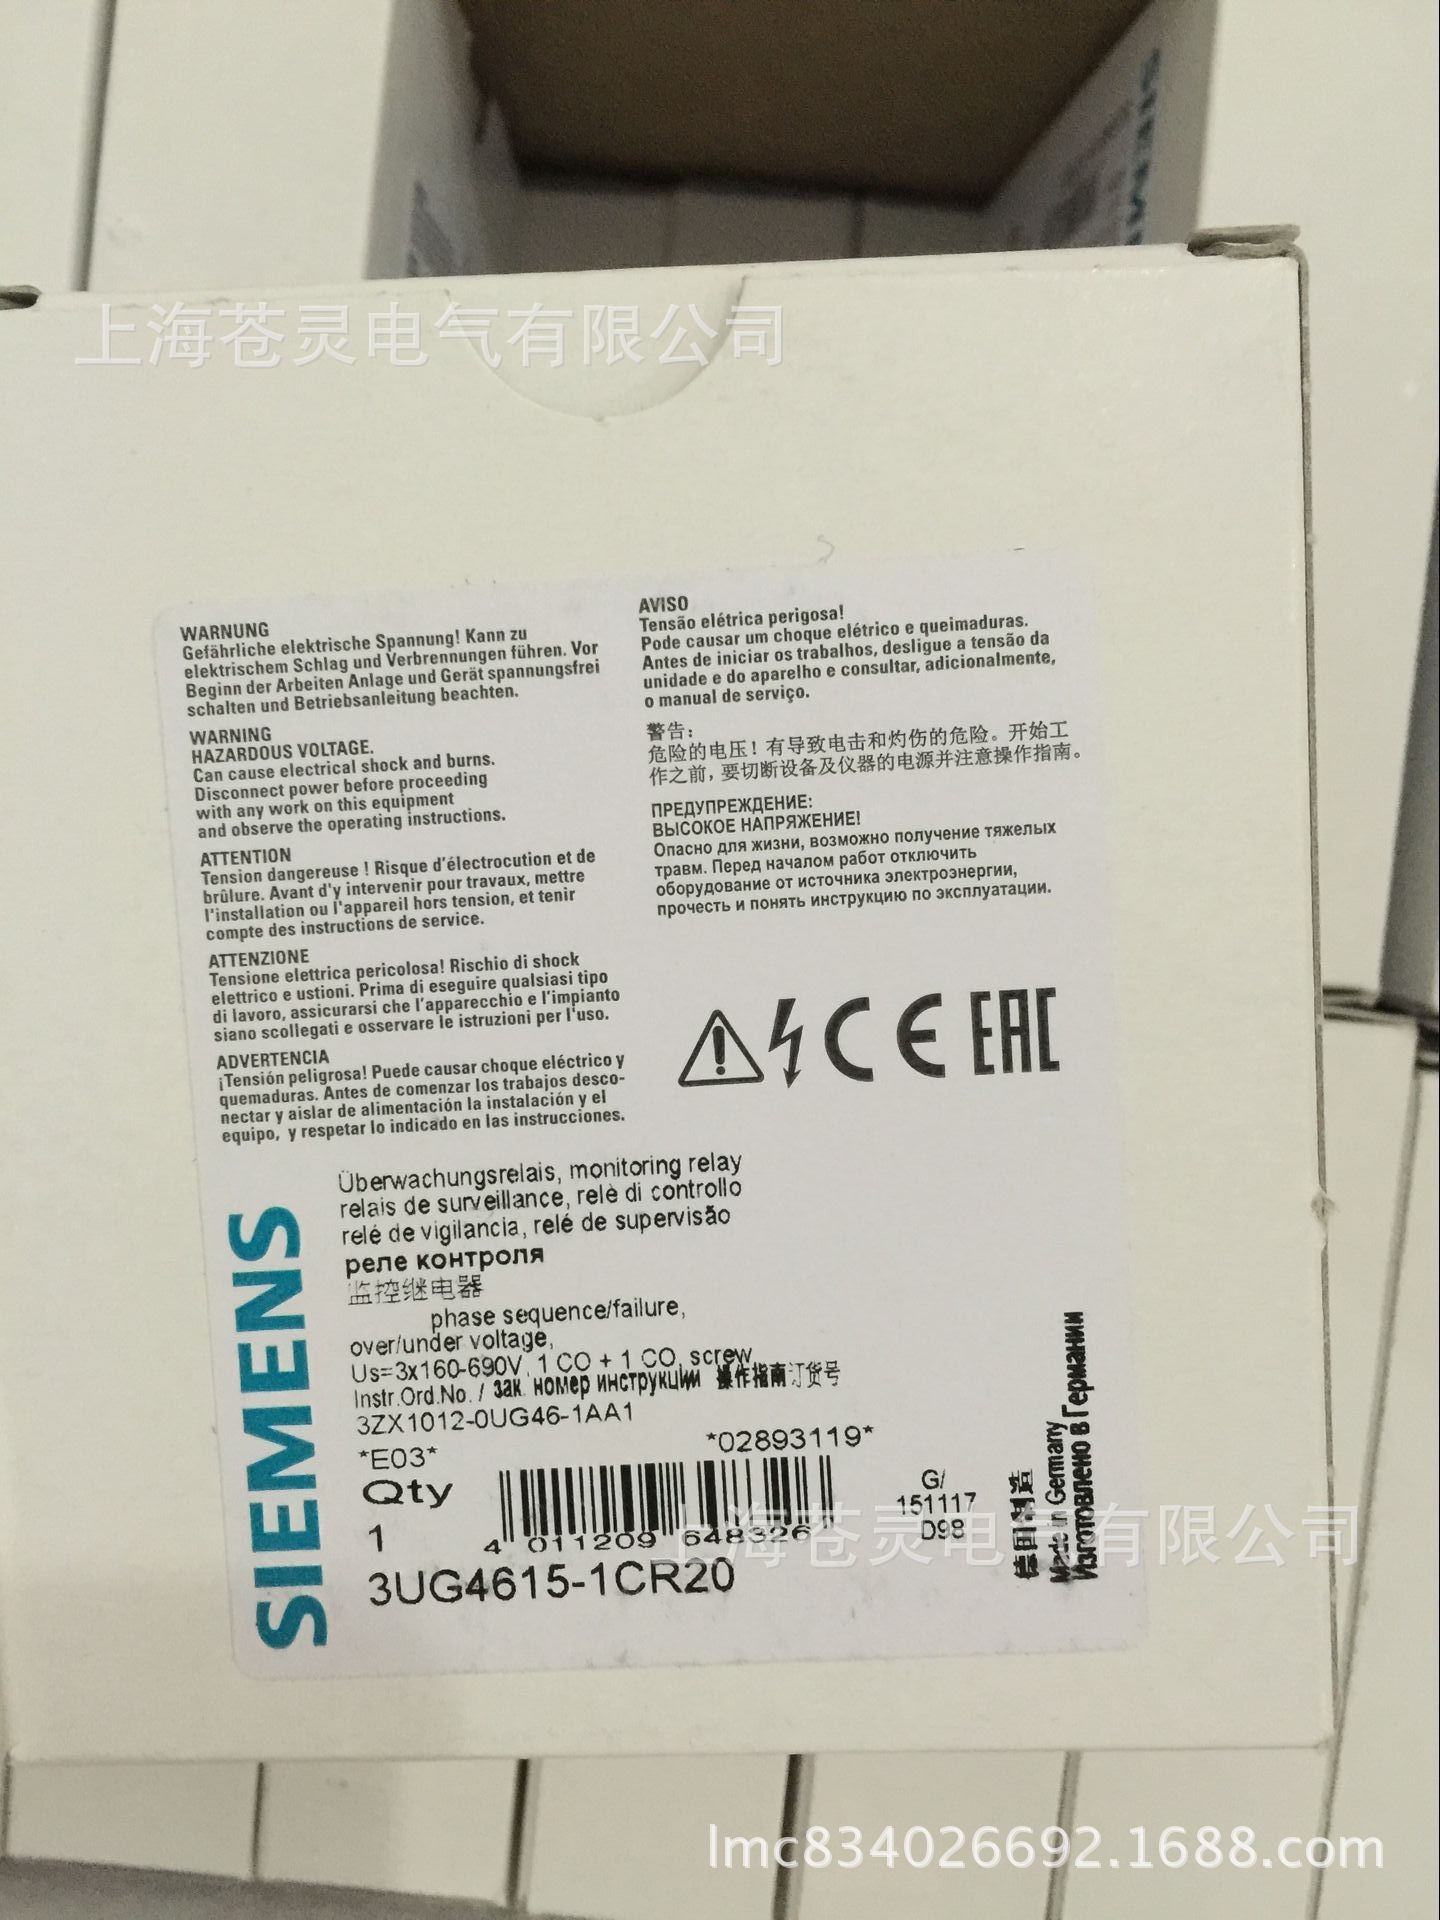 上海苍灵电气有限公司
WARNUNG
Gefährliche elektrische Spannung! Kann zu
elektrischem Schlag und Verbrennungen führen. Vor
Beginn der Arbeiten Anlage und Gerät spannungsfrei
schalten und Betriebsanleitung beachten.
WARNING
HAZARDOUS VOLTAGE.
Can cause electrical shock and burns.
Disconnect power before proceeding
with any work on this equipment
and observe the operating instructions.
ATTENTION
Tension dangereuse ! Risque d'électrocution et de
brûlure. Avant d'y intervenir pour travaux, mettre
l'installation ou l'appareil hors tension, et tenir
compte des instructions de service.
ATTENZIONE
Tensione elettrica pericolosa! Rischio di shock
elettrico e ustioni. Prima di eseguire qualsiasi tipo
di lavoro, assicurarsi che l'apparecchio e l'impianto
siano scollegati e osservare le istruzioni per l'uso.
ADVERTENCIA
¡Tensión peligrosa! Puede causar choque eléctrico y
quemaduras. Antes de comenzar los trabajos desco-
nectar y aislar de alimentación la instalación y el
equipo, y respetar lo indicado en las instrucciones.
AVISO
Tensão elétrica perigosa!
Pode causar um choque elétrico e queimaduras.
Antes de iniciar os trabalhos, desligue a tensão da
unidade e do aparelho e consultar, adicionalmente,
o manual de serviço.
警告:
危险的电压! 有导致电击和灼伤的危险。开始工
作之前, 要切断设备及仪器的电源并注意操作指南。
ПРЕДУПРЕЖДЕНИЕ:
ВЫСОКОЕ НАПРЯЖЕНИЕ!
Опасно для жизни, возможно получение тяжелых
травм. Перед началом работ отключить
оборудование от источника электроэнергии,
прочесть и понять инструкцию по эксплуатации.
CE EAC
SIEMENS
Überwachungsrelais, monitoring relay
relais de surveillance, relè di controllo
relé de vigilancia, relé de supervisão
реле контроля
监控继电器
phase sequence/failure,
over/under voltage,
Us=3x160-690V, 1 CO + 1 CO, screw
Instr.Ord.No. / зак. номер инструкции 操作指南订货号
3ZX1012-0UG46-1AA1
*E03* *02893119*
Qty
1
4 011209 648326
3UG4615-1CR20
G/
151117
D98
德国制造
Made in Germany
Изготовлено в Германии
上海苍灵电气有限公司
SIEMENS
lmc834026692.1688.com